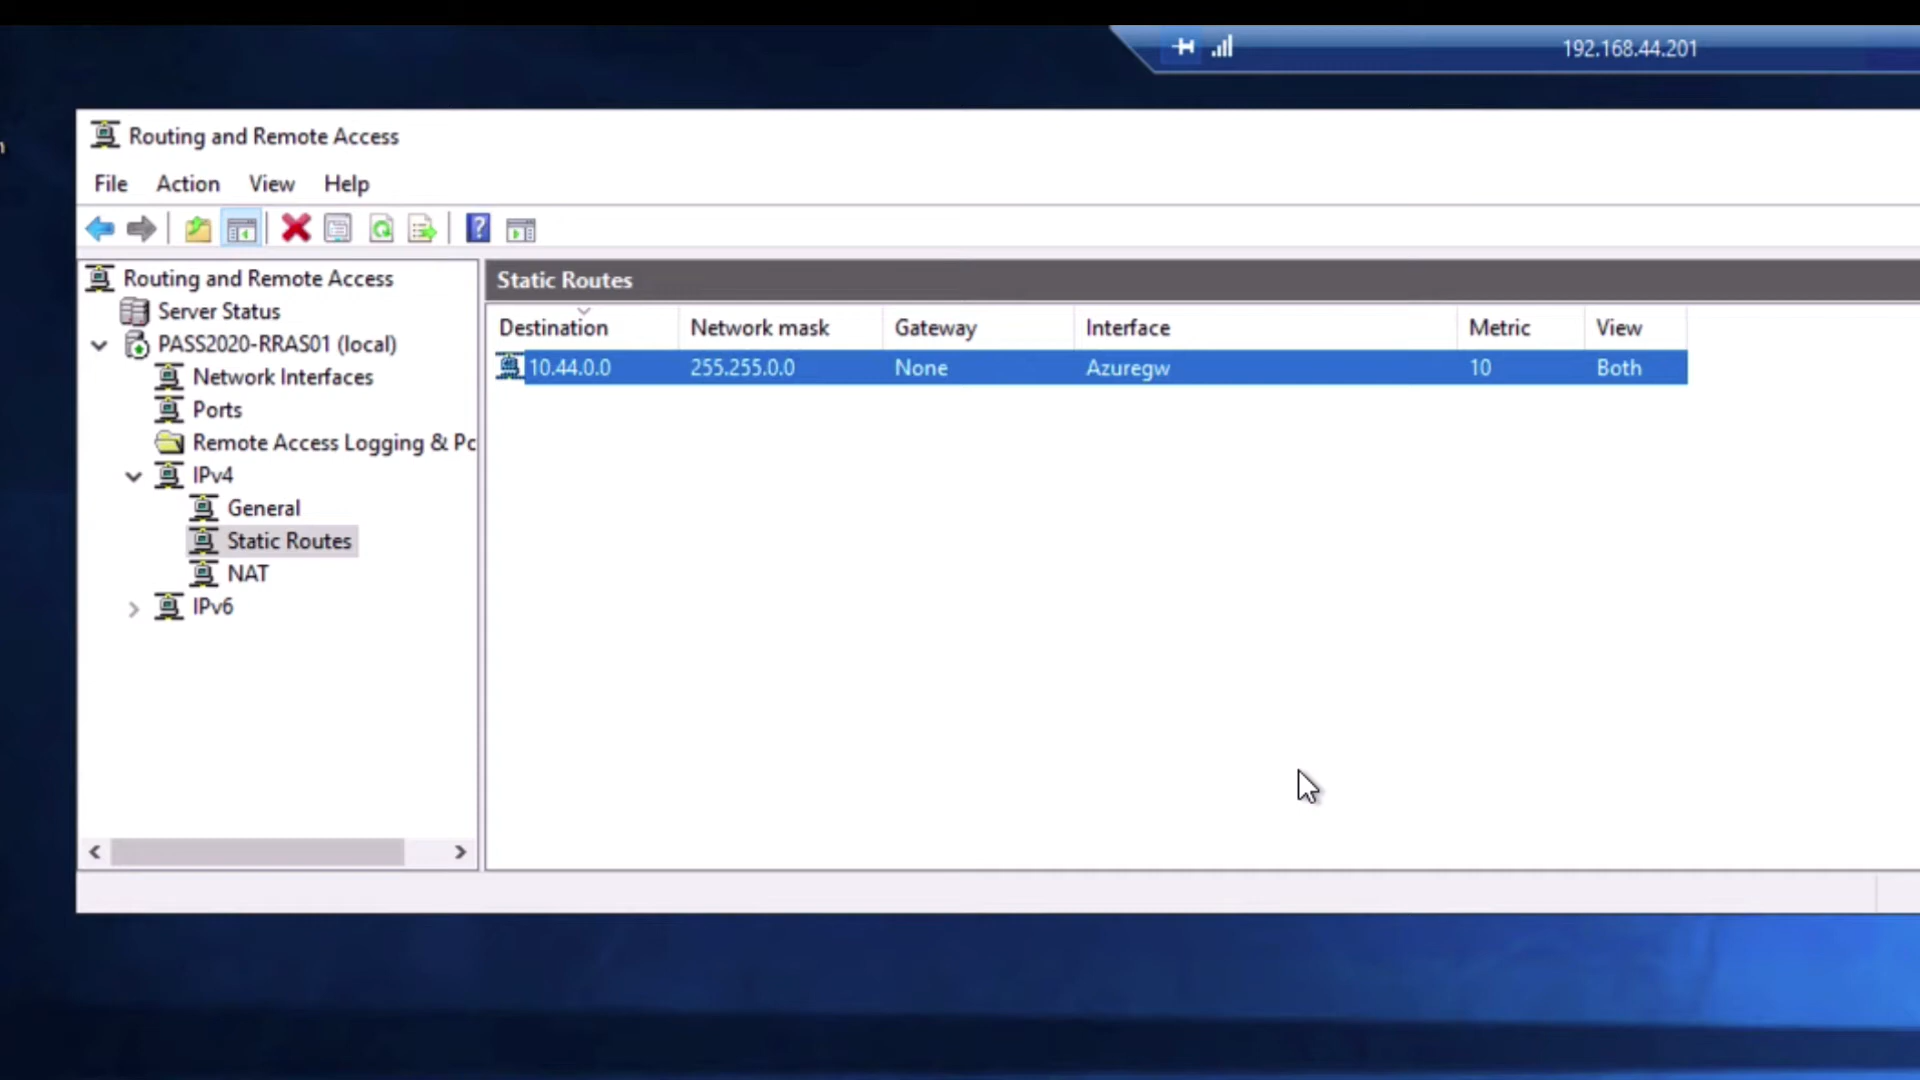 192.168.44.201
Routing and Remote Access
File Action View Help
Routing and Remote Access
Server Status
PASS2020-RRAS01 (local)
Network Interfaces
Ports
Remote Access Logging & Pc
IPv4
General
Static Routes
NAT
IPv6
Static Routes
Destination Network mask Gateway Interface Metric View
10.44.0.0 255.255.0.0 None Azuregw 10 Both